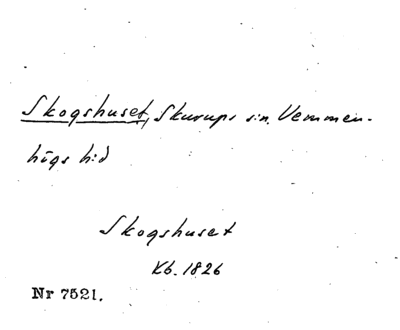 Skogshuset, Skurups s:n. Vemmen-
högs h:d
Skogshuset
Kb. 1826
Nr 7521.